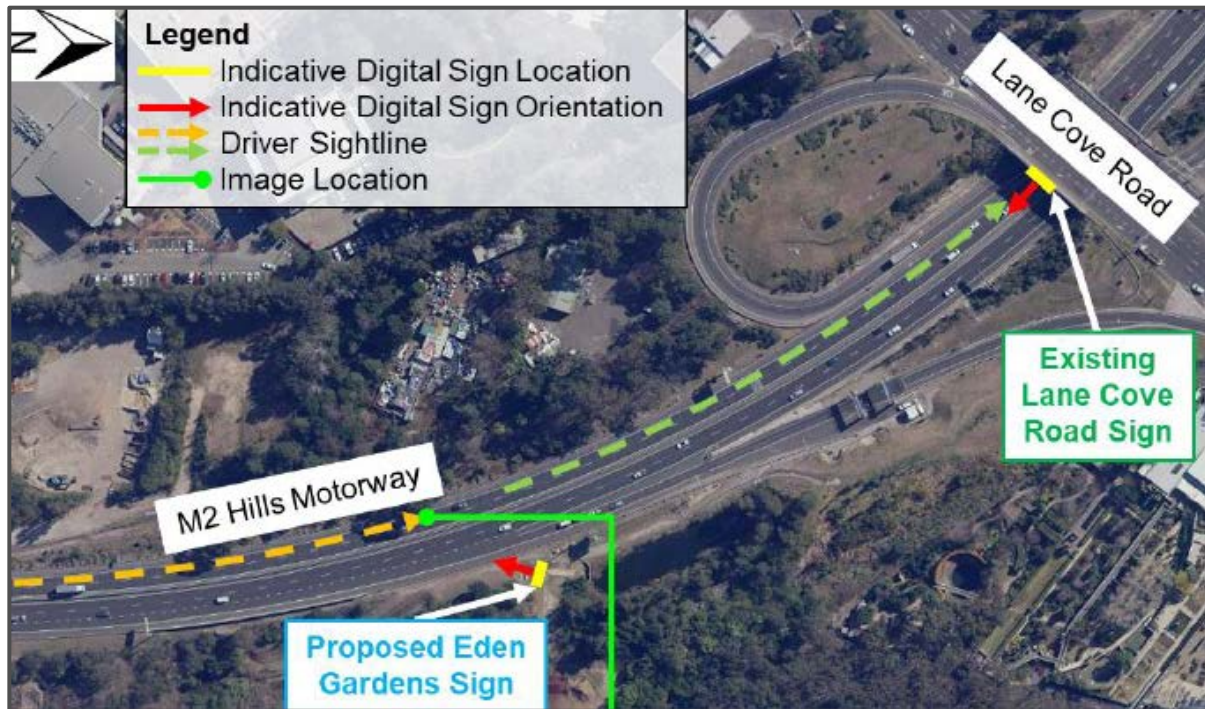 N
Legend
Indicative Digital Sign Location
Indicative Digital Sign Orientation
Driver Sightline
Image Location
Lane Cove Road
Existing
Lane Cove
Road Sign
M2 Hills Motorway
Proposed Eden
Gardens Sign